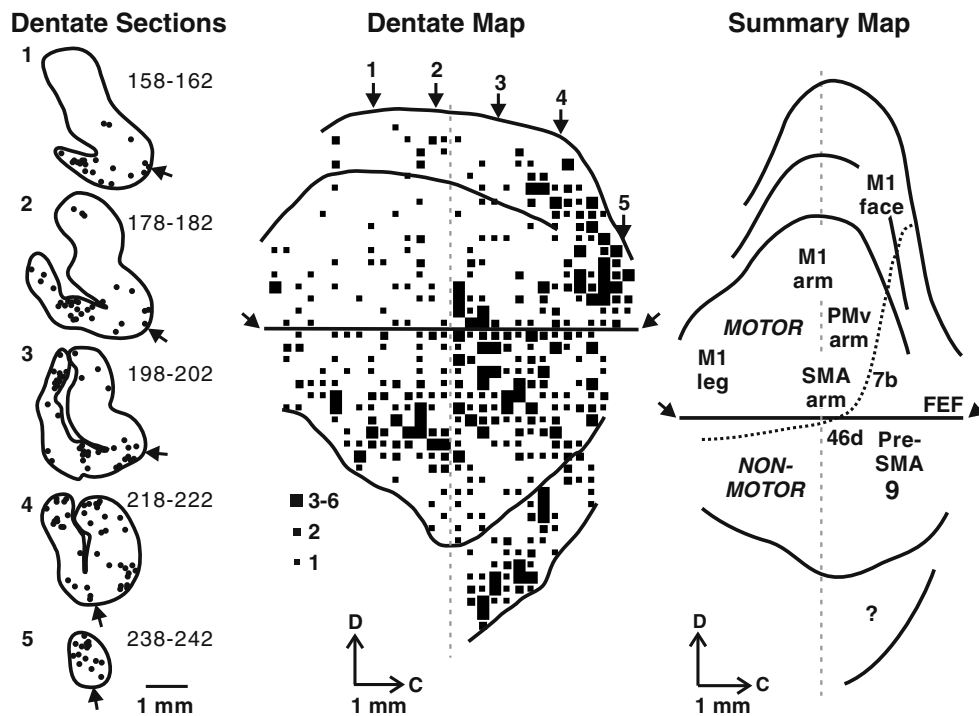 Dentate Sections
1
158-162
2
178-182
3
198-202
4
218-222
5
238-242
1 mm
Dentate Map
1
2
3
4
5
3-6
2
1
D
C
1 mm
Summary Map
M1
face
M1
arm
MOTOR
PMv
arm
M1
leg
SMA
arm
7b
FEF
46d
Pre-
SMA
9
NON-
MOTOR
?
D
C
1 mm